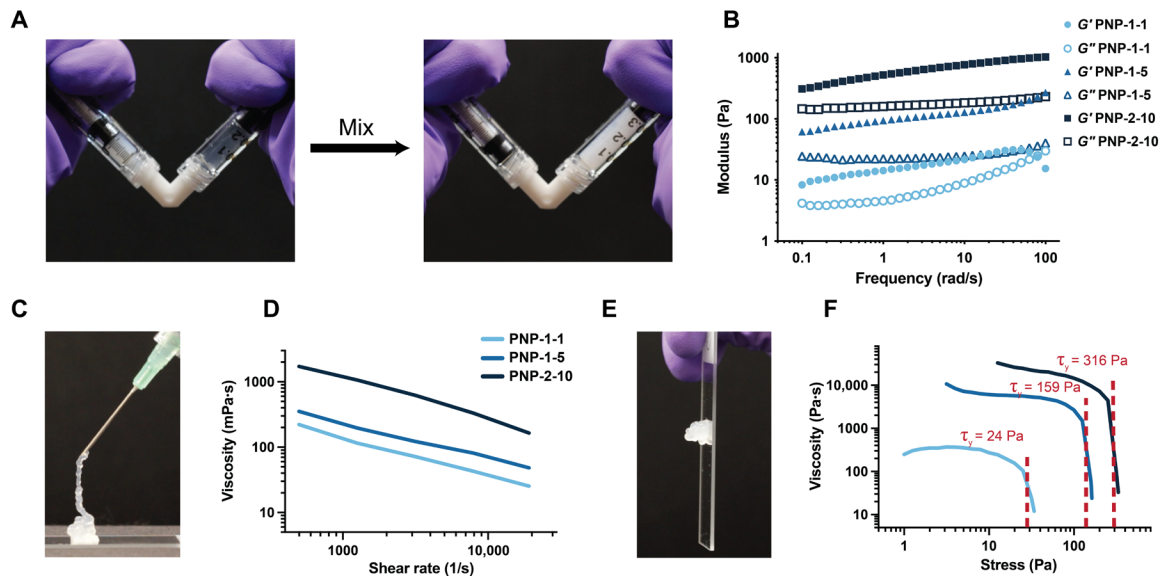 A
Mix
B
Modulus (Pa)
1000
100
10
1
0.1
1
10
100
Frequency (rad/s)
G′ PNP-1-1
G″ PNP-1-1
G′ PNP-1-5
G″ PNP-1-5
G′ PNP-2-10
G″ PNP-2-10
C
D
Viscosity (mPa·s)
1000
100
10
1000
10,000
Shear rate (1/s)
PNP-1-1
PNP-1-5
PNP-2-10
E
F
Viscosity (Pa·s)
10,000
1000
100
10
1
10
100
Stress (Pa)
τy = 316 Pa
τy = 159 Pa
τy = 24 Pa